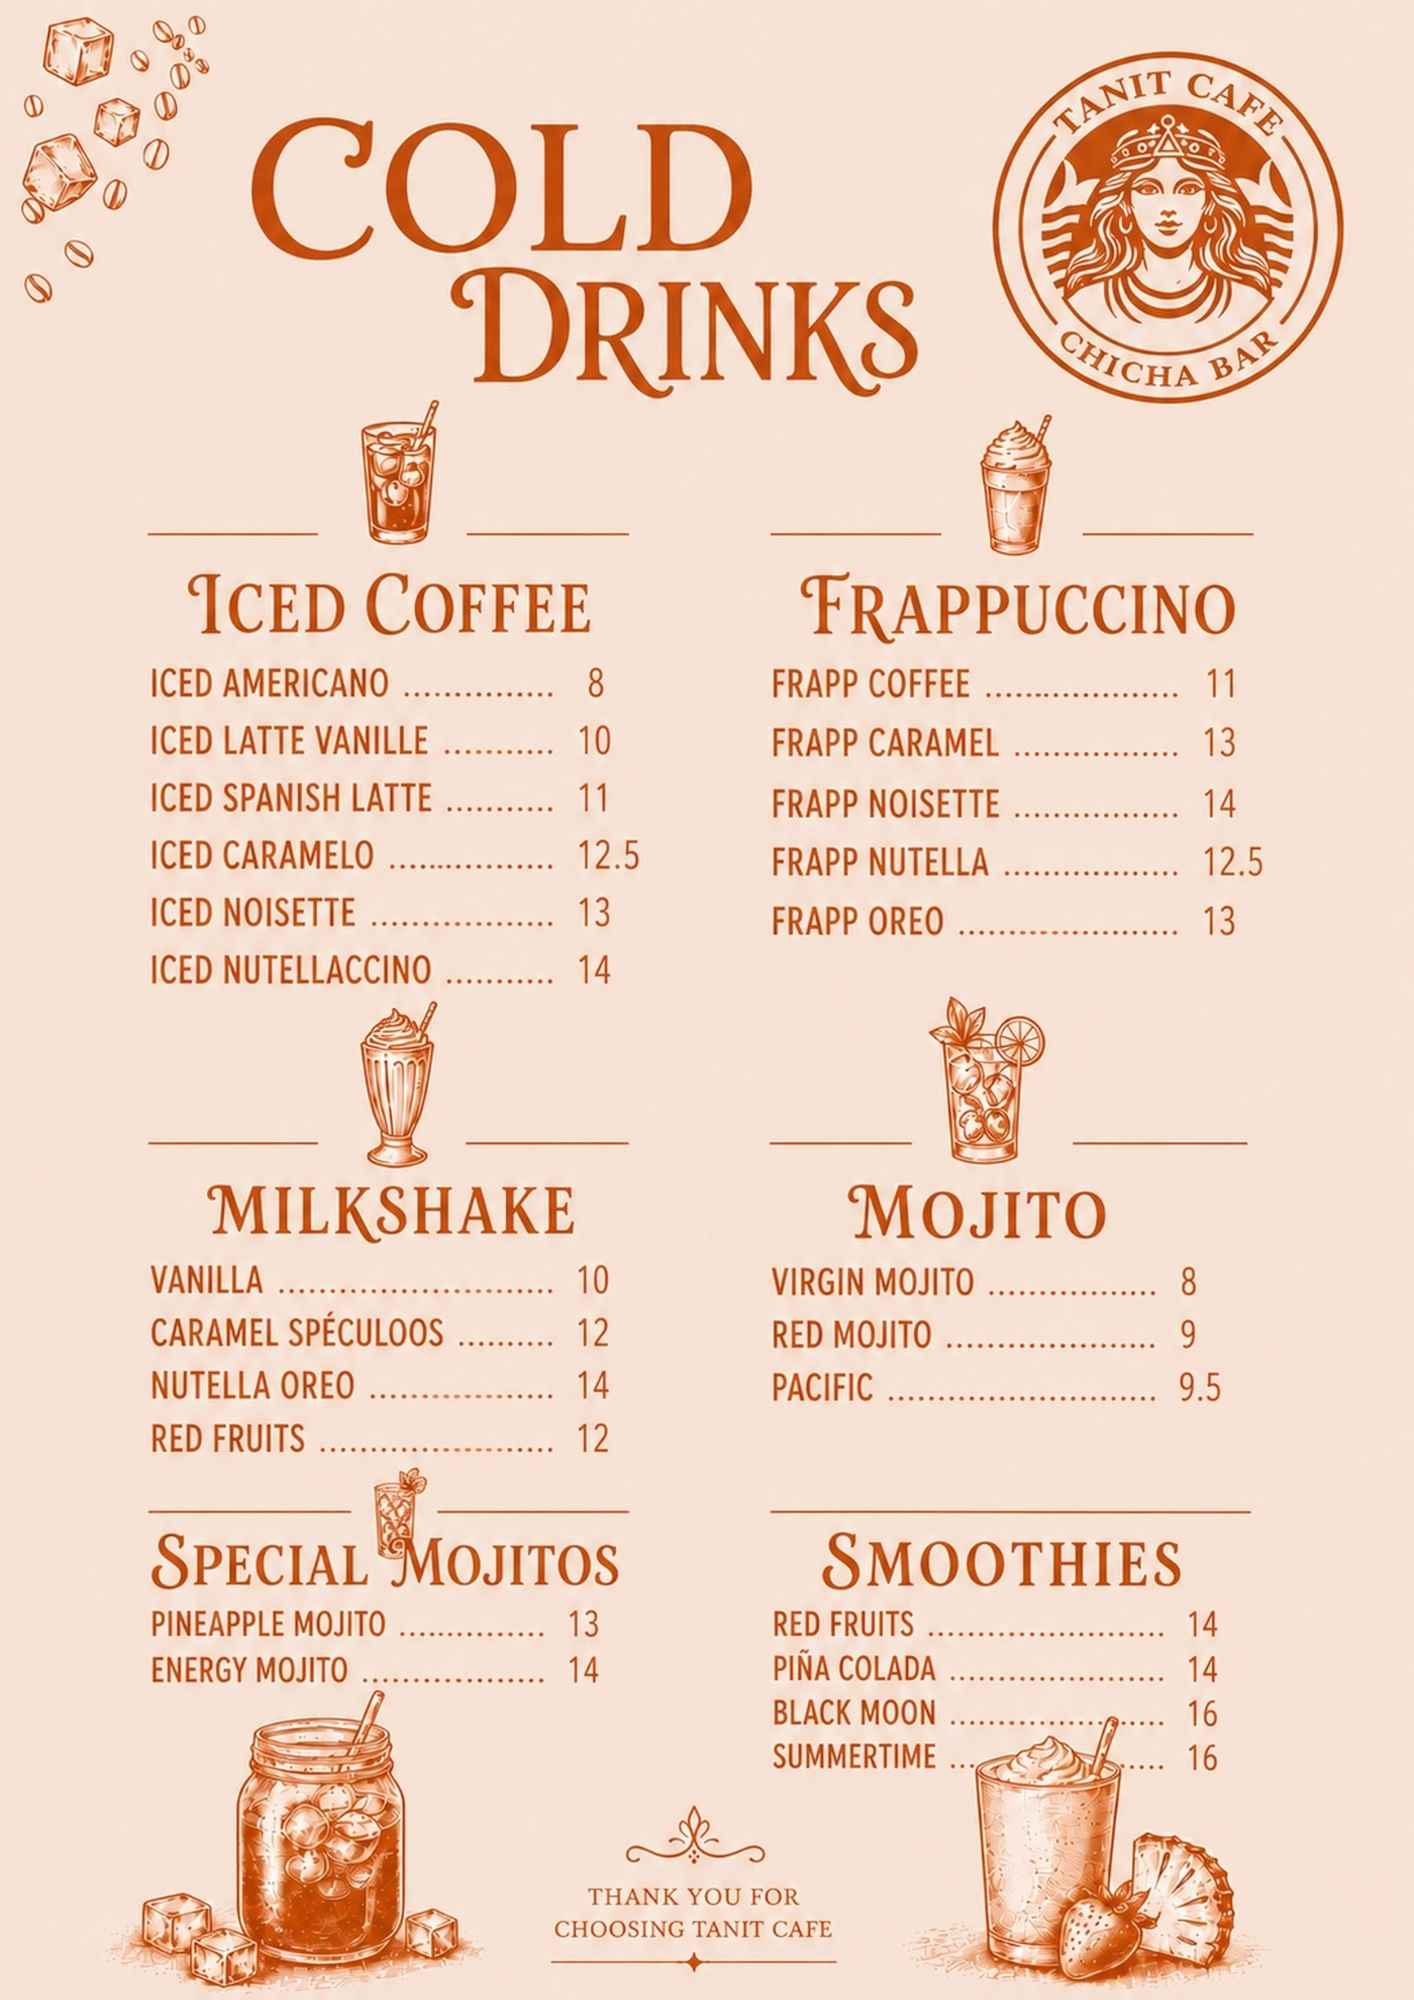 COLD
DRINKS
TANIT CAFE
CHICHA BAR
ICED COFFEE
ICED AMERICANO ............... 8
ICED LATTE VANILLE ........... 10
ICED SPANISH LATTE ........... 11
ICED CARAMELO ................ 12.5
ICED NOISETTE .................. 13
ICED NUTELLACCINO ........... 14
FRAPPUCCINO
FRAPP COFFEE ................... 11
FRAPP CARAMEL ................ 13
FRAPP NOISETTE ................ 14
FRAPP NUTELLA ................. 12.5
FRAPP OREO ...................... 13
MILKSHAKE
VANILLA ........................... 10
CARAMEL SPÉCULOOS .......... 12
NUTELLA OREO .................. 14
RED FRUITS ....................... 12
MOJITO
VIRGIN MOJITO ................. 8
RED MOJITO ..................... 9
PACIFIC .......................... 9.5
SPECIAL MOJITOS
PINEAPPLE MOJITO ............... 13
ENERGY MOJITO ................... 14
SMOOTHIES
RED FRUITS ......................... 14
PIÑA COLADA ....................... 14
BLACK MOON ....................... 16
SUMMERTIME ....................... 16
THANK YOU FOR
CHOOSING TANIT CAFE